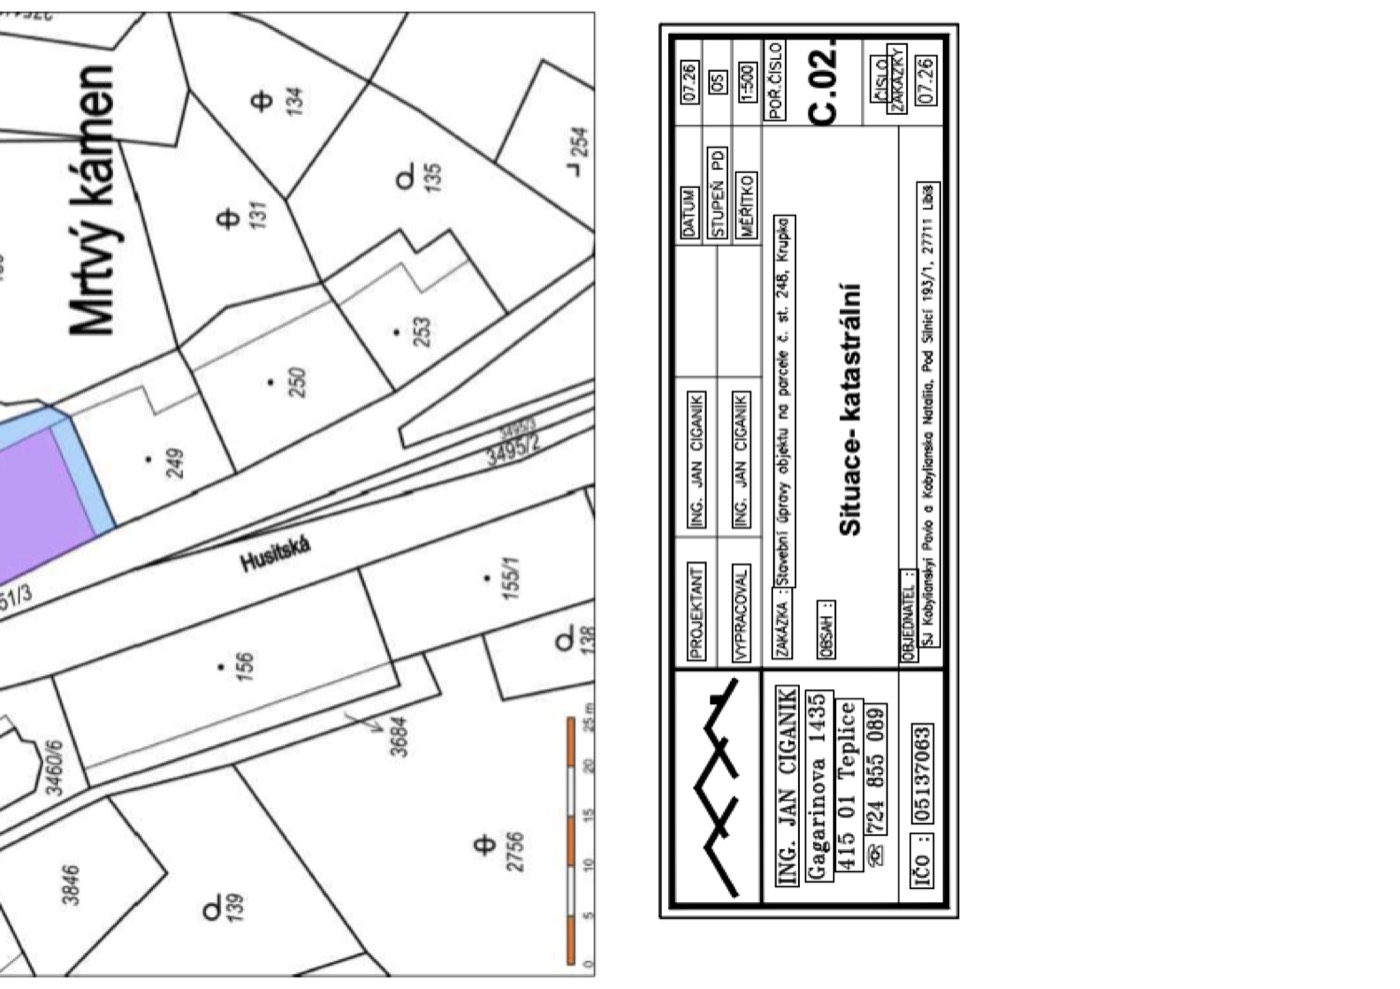 Mrtvý kámen
134
131
135
254
250
253
249
3495/3
3495/2
Husitská
51/3
155/1
156
138
3460/6
3684
3846
139
2756
0 5 10 15 20 25 m
PROJEKTANT ING. JAN CIGANIK DATUM 07.26
STUPEŇ PD OS
VYPRACOVAL ING. JAN CIGANIK MĚŘÍTKO 1:500
ZAKÁZKA : Stavební úpravy objektu na parcele č. st. 248, Krupka
POŘ.ČÍSLO
C.02.
OBSAH :
Situace- katastrální
ČÍSLO
ZAKÁZKY
07.26
OBJEDNATEL :
SJ Kobylianskyi Pavlo a Kobylianska Nataliia, Pod Silnicí 193/1, 27711 Libiš
ING. JAN CIGANIK
Gagarinova 1435
415 01 Teplice
☏ 724 855 089
IČO : 05137063